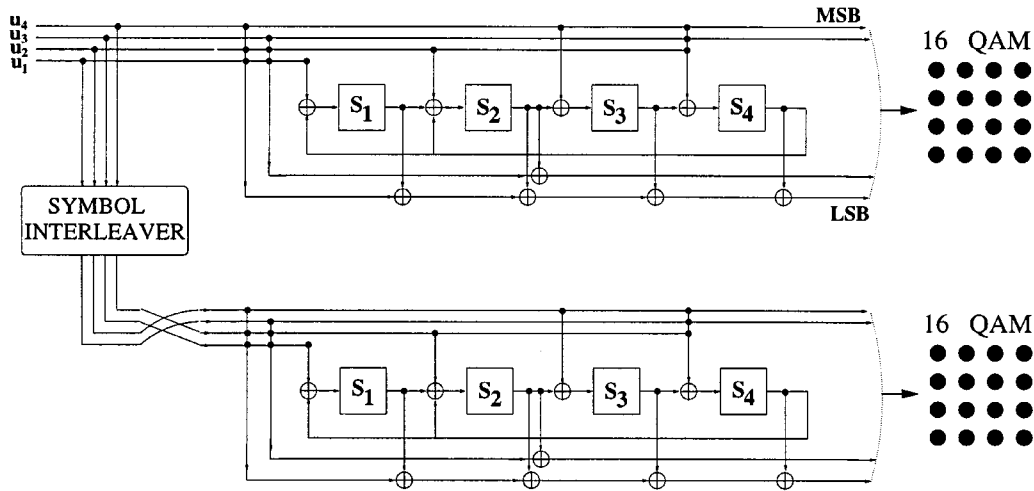 u4
MSB
u3
u2
u1
16 QAM
S1
S2
S3
S4
SYMBOL
INTERLEAVER
LSB
16 QAM
S1
S2
S3
S4